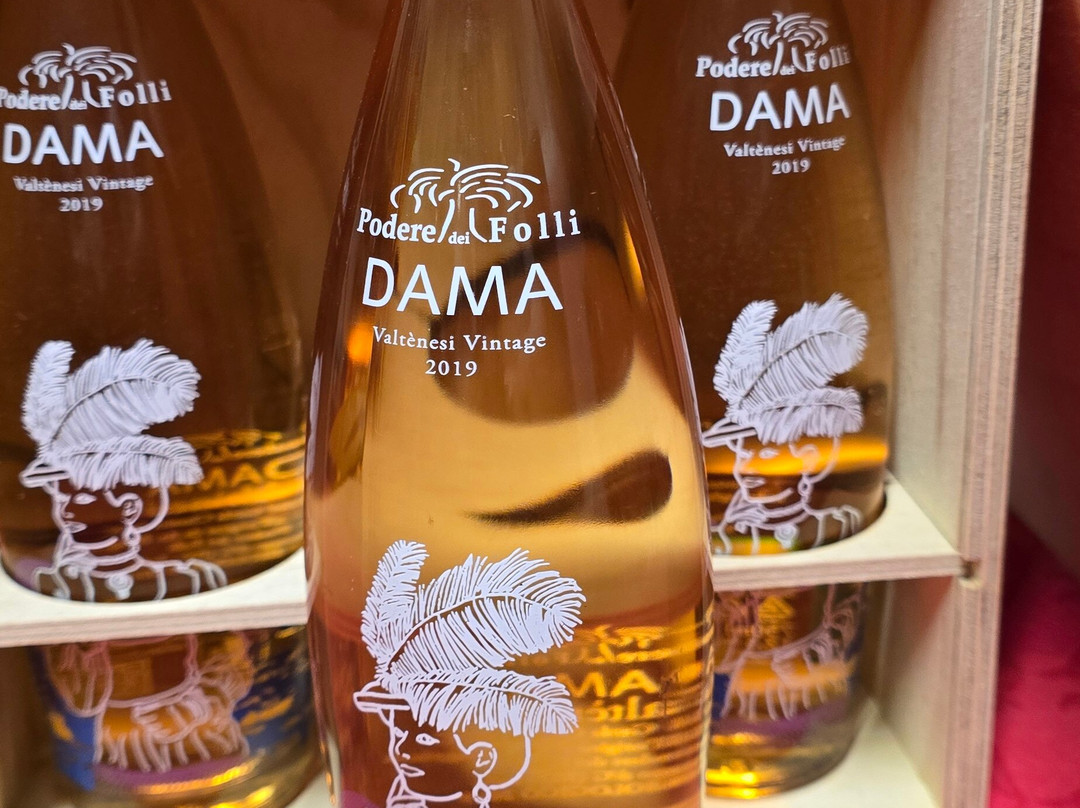 Podere dei Folli
DAMA
Valtènesi Vintage
2019
Podere dei Folli
DAMA
Valtènesi Vintage
2019
Podere dei Folli
DAMA
Valtènesi Vintage
2019